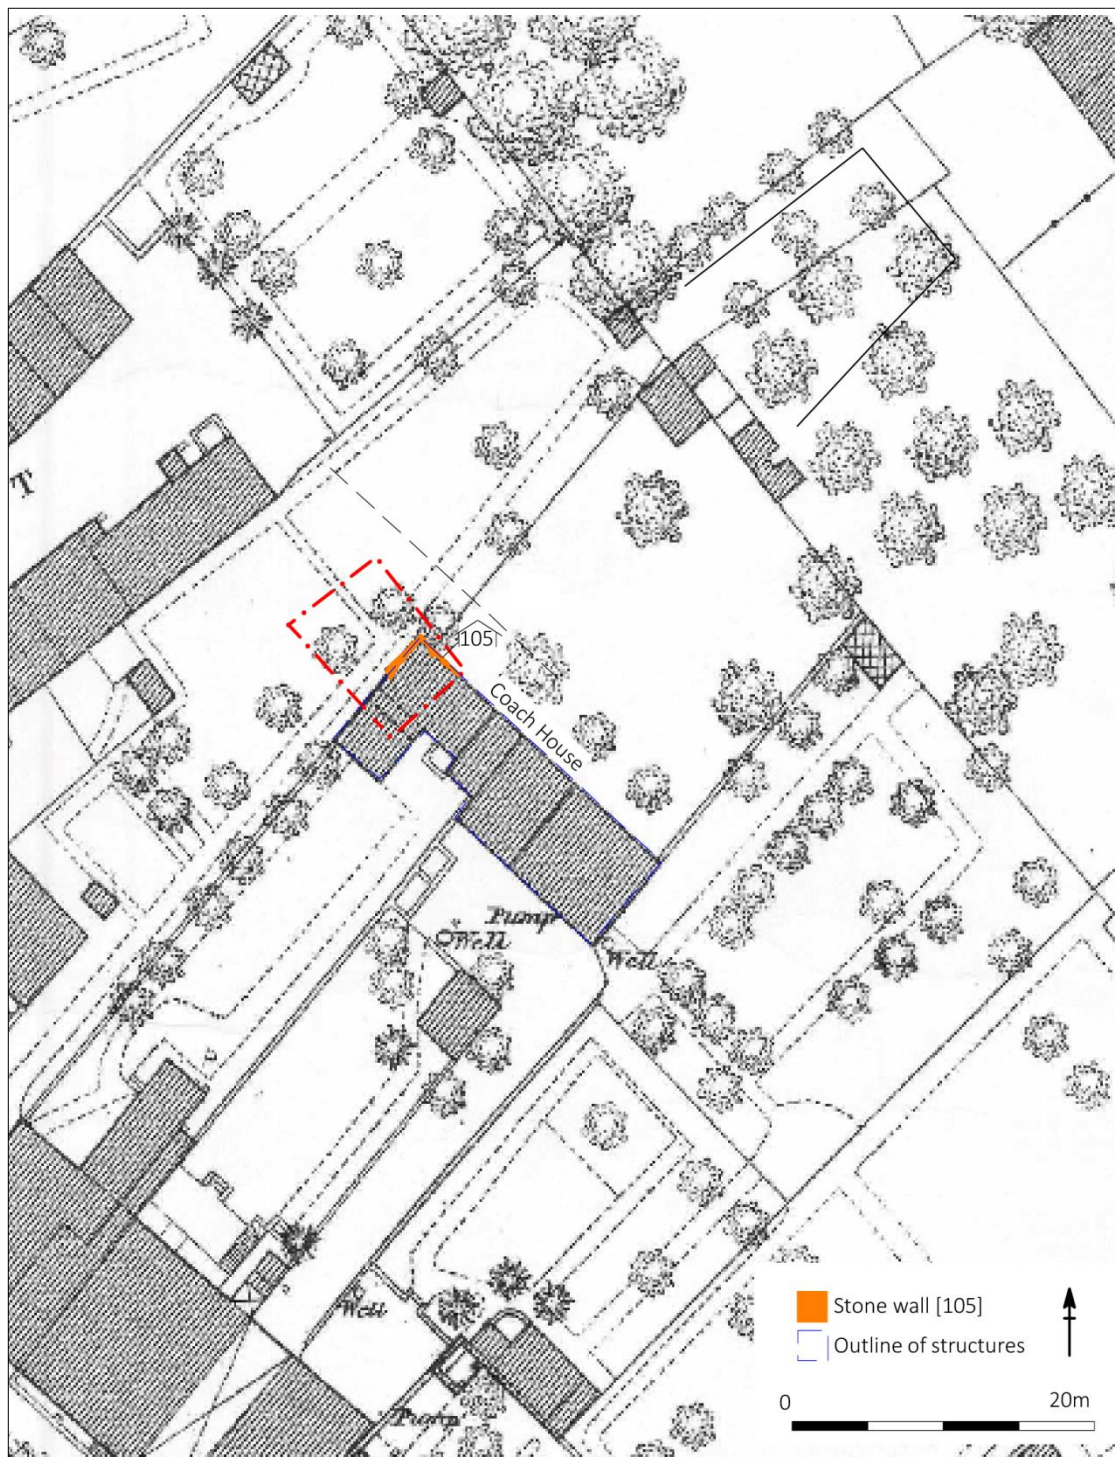 T
[105]
Coach House
Pump
Well
Well
Well
Pump
Stone wall [105]
Outline of structures
0 20m